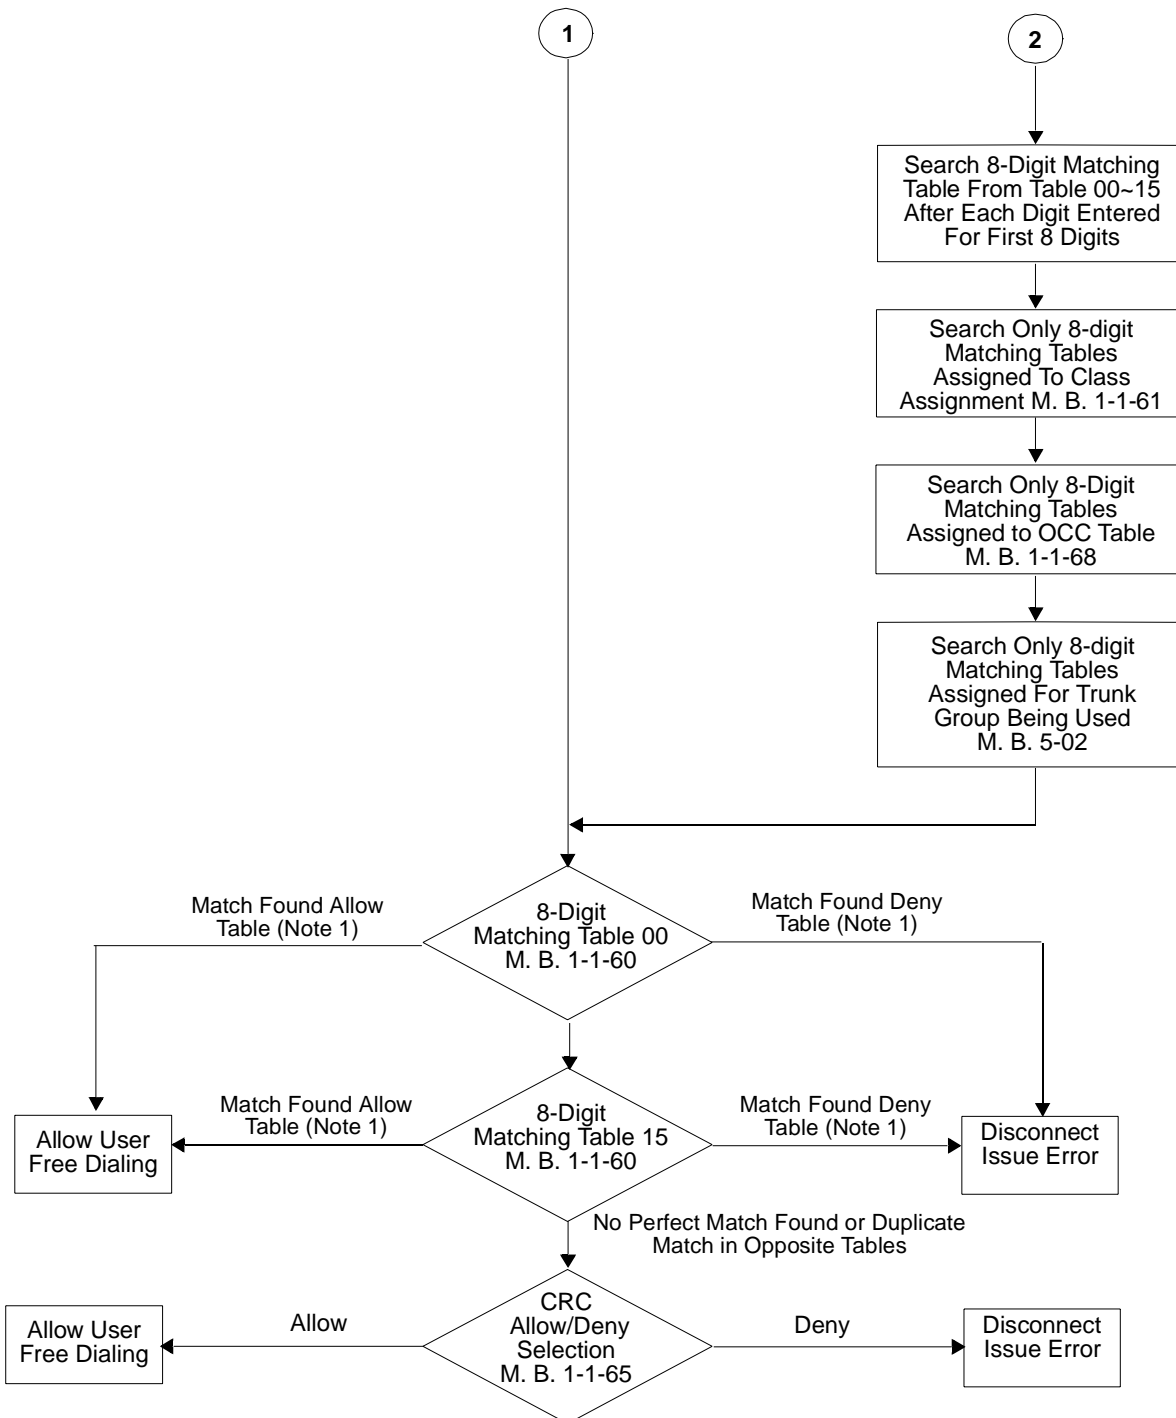 1
2
Search 8-Digit Matching
Table From Table 00~15
After Each Digit Entered
For First 8 Digits
Search Only 8-digit
Matching Tables
Assigned To Class
Assignment M. B. 1-1-61
Search Only 8-Digit
Matching Tables
Assigned to OCC Table
M. B. 1-1-68
Search Only 8-digit
Matching Tables
Assigned For Trunk
Group Being Used
M. B. 5-02
Match Found Allow
Table (Note 1)
8-Digit
Matching Table 00
M. B. 1-1-60
Match Found Deny
Table (Note 1)
Allow User
Free Dialing
Match Found Allow
Table (Note 1)
8-Digit
Matching Table 15
M. B. 1-1-60
Match Found Deny
Table (Note 1)
Disconnect
Issue Error
No Perfect Match Found or Duplicate
Match in Opposite Tables
Allow User
Free Dialing
Allow
CRC
Allow/Deny
Selection
M. B. 1-1-65
Deny
Disconnect
Issue Error